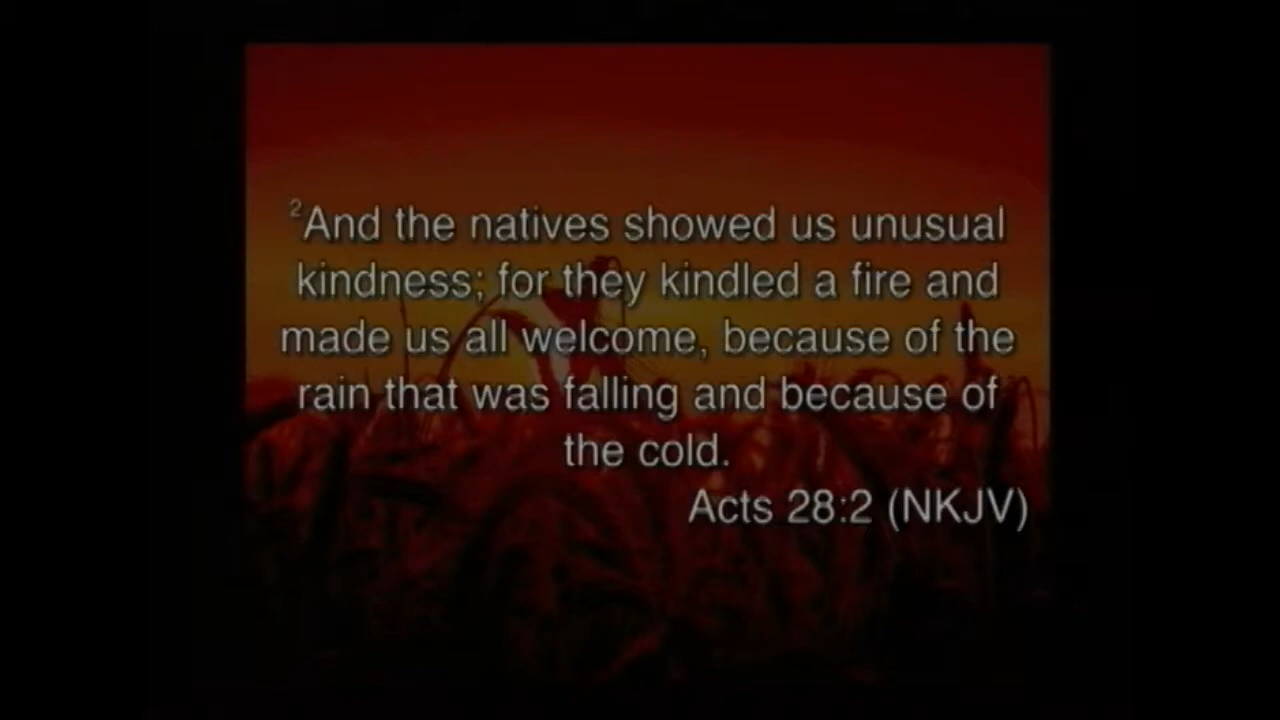 ²And the natives showed us unusual
kindness; for they kindled a fire and
made us all welcome, because of the
rain that was falling and because of
the cold.
Acts 28:2 (NKJV)